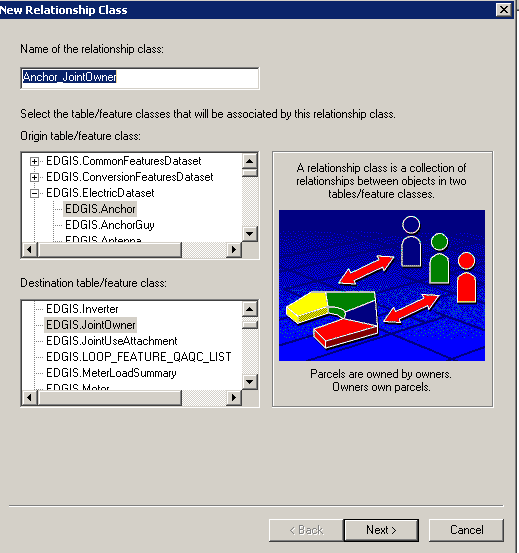 New Relationship Class
Name of the relationship class:
Anchor_JointOwner
Select the table/feature classes that will be associated by this relationship class.
Origin table/feature class:
EDGIS.CommonFeaturesDataset
EDGIS.ConversionFeaturesDataset
EDGIS.ElectricDataset
EDGIS.Anchor
EDGIS.AnchorGuy
EDGIS.Antenna
A relationship class is a collection of
relationships between objects in two
tables/feature classes.
Parcels are owned by owners.
Owners own parcels.
Destination table/feature class:
EDGIS.Inverter
EDGIS.JointOwner
EDGIS.JointUseAttachment
EDGIS.LOOP_FEATURE_QAQC_LIST
EDGIS.MeterLoadSummary
EDGIS.Motor
< Back
Next >
Cancel